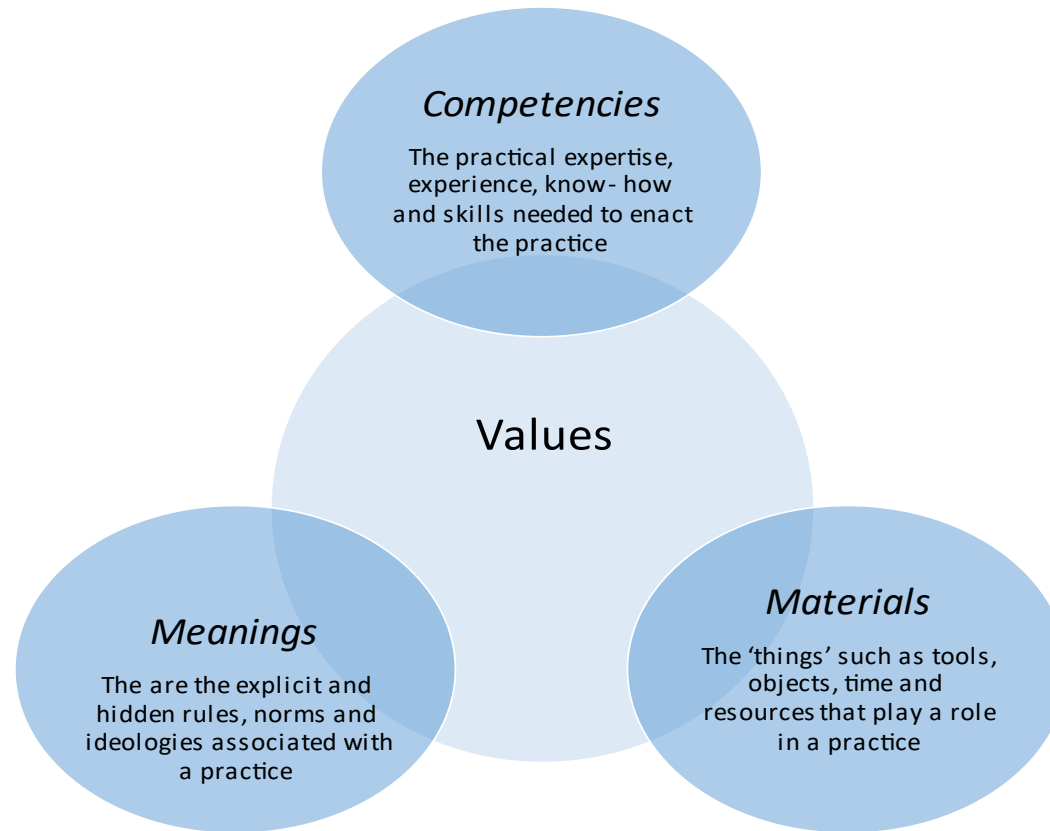 Competencies
The practical expertise,
experience, know- how
and skills needed to enact
the practice
Values
Meanings
The are the explicit and
hidden rules, norms and
ideologies associated with
a practice
Materials
The ‘things’ such as tools,
objects, time and
resources that play a role
in a practice